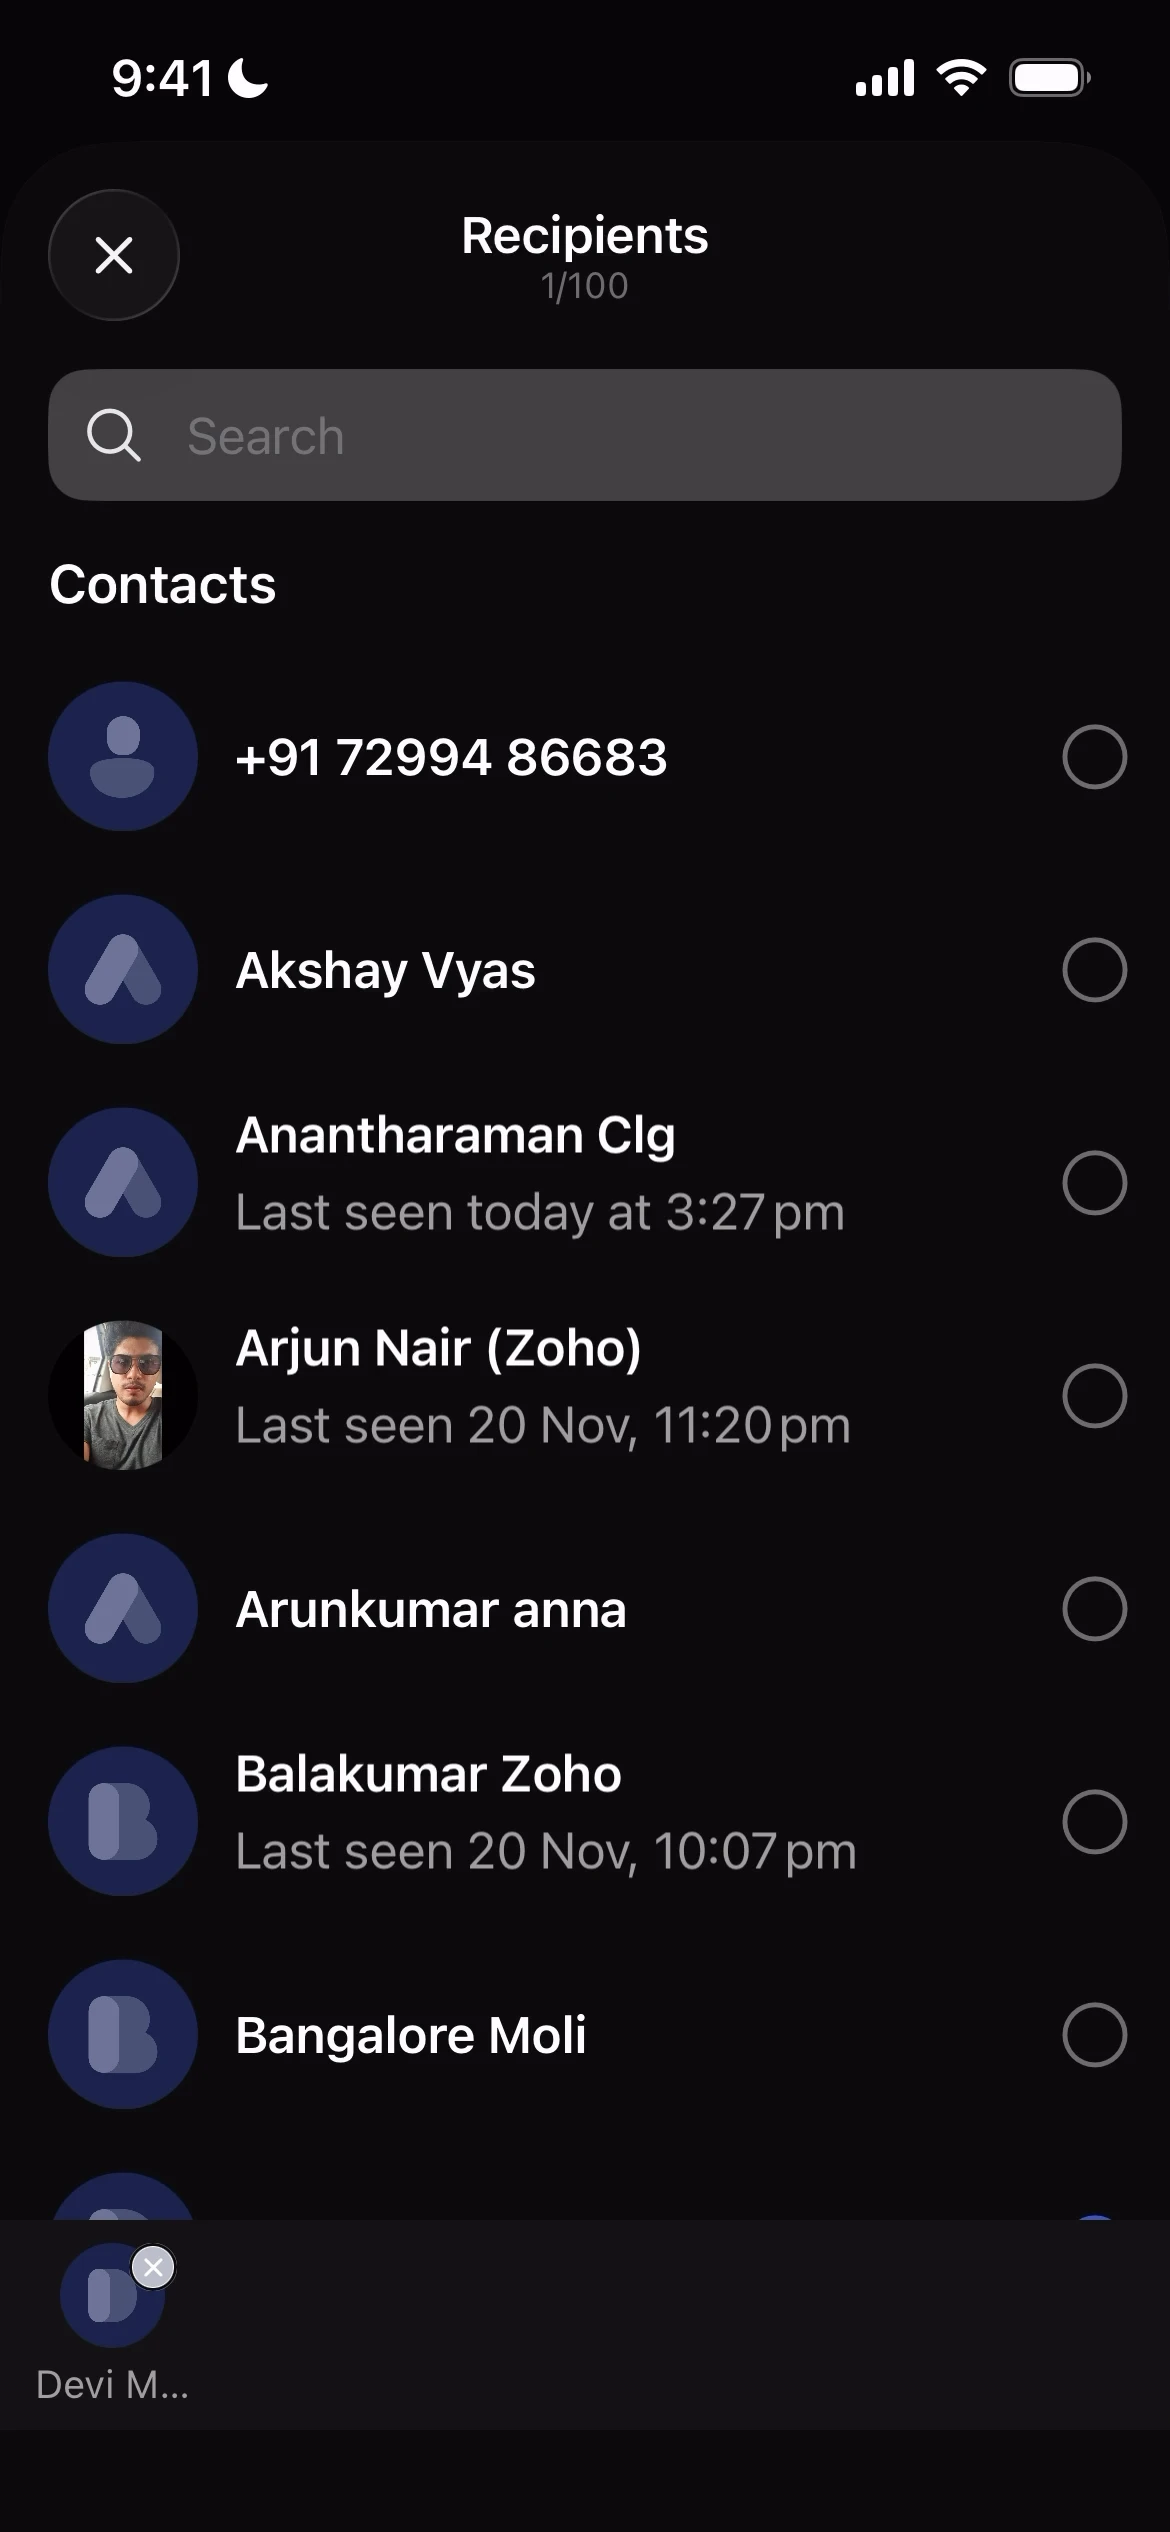 9:41
Recipients
1/100
Search
Contacts
+91 72994 86683
Akshay Vyas
Anantharaman Clg
Last seen today at 3:27 pm
Arjun Nair (Zoho)
Last seen 20 Nov, 11:20 pm
Arunkumar anna
Balakumar Zoho
Last seen 20 Nov, 10:07 pm
Bangalore Moli
Devi M...